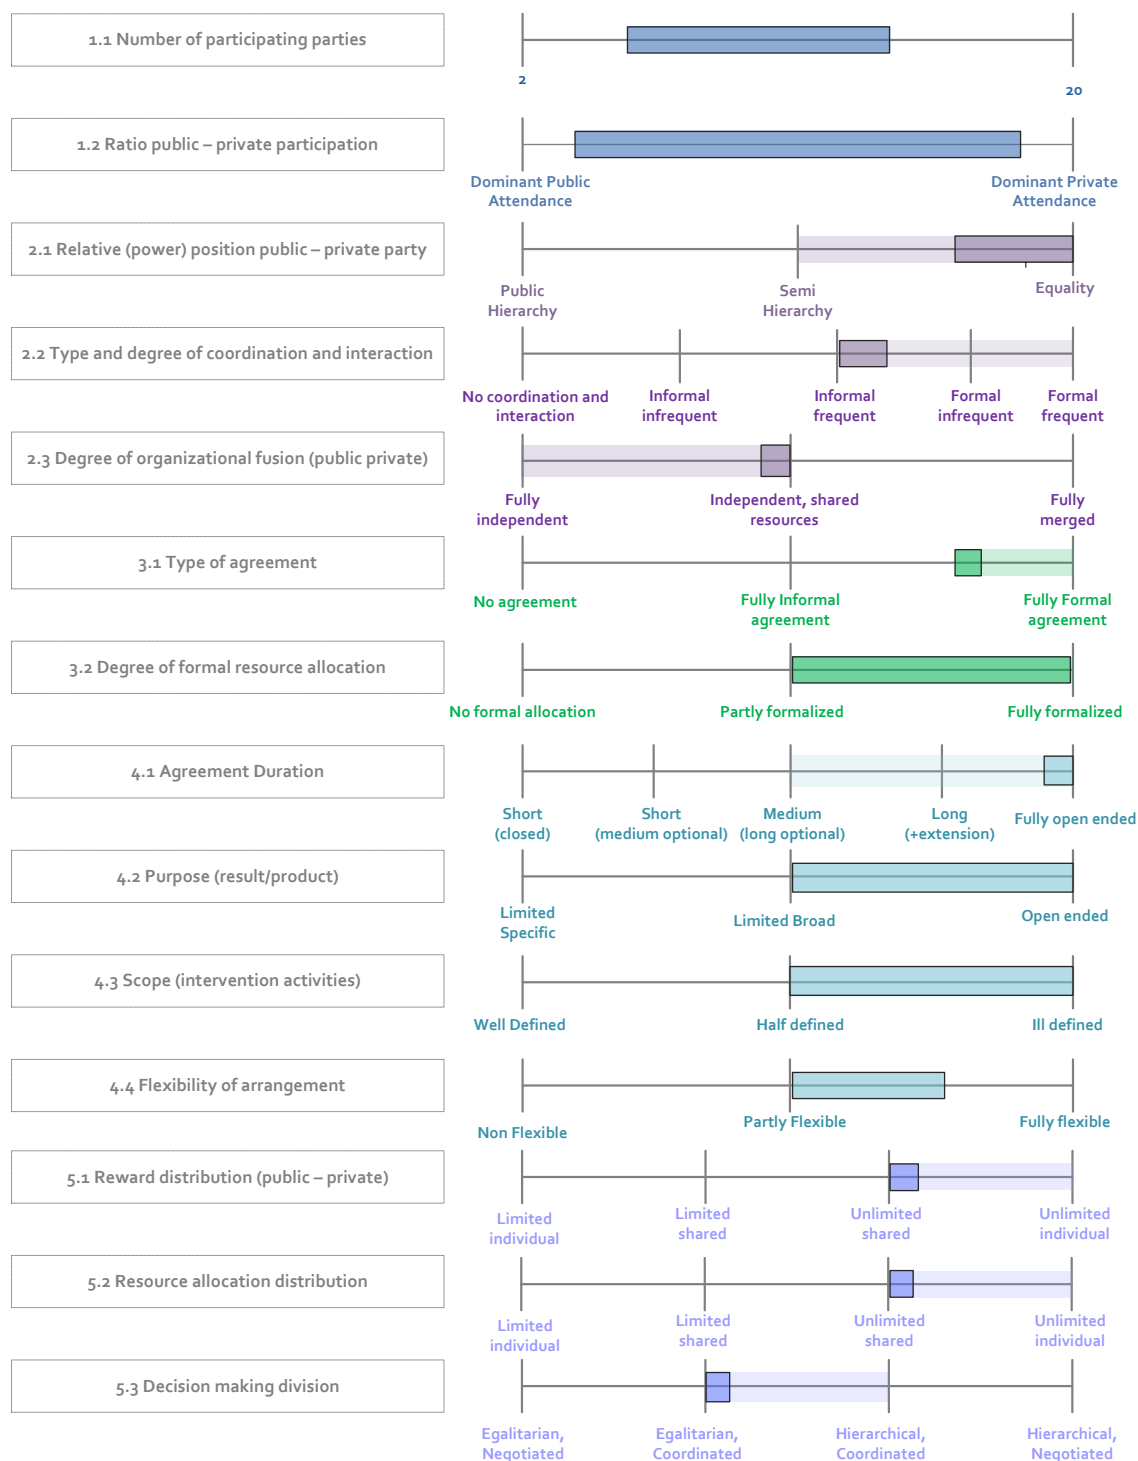 1.1 Number of participating parties
2
20
1.2 Ratio public – private participation
Dominant Public
Attendance
Dominant Private
Attendance
2.1 Relative (power) position public – private party
Public
Hierarchy
Semi
Hierarchy
Equality
2.2 Type and degree of coordination and interaction
No coordination and
interaction
Informal
infrequent
Informal
frequent
Formal
infrequent
Formal
frequent
2.3 Degree of organizational fusion (public private)
Fully
independent
Independent, shared
resources
Fully
merged
3.1 Type of agreement
No agreement
Fully Informal
agreement
Fully Formal
agreement
3.2 Degree of formal resource allocation
No formal allocation
Partly formalized
Fully formalized
4.1 Agreement Duration
Short
(closed)
Short
(medium optional)
Medium
(long optional)
Long
(+extension)
Fully open ended
4.2 Purpose (result/product)
Limited
Specific
Limited Broad
Open ended
4.3 Scope (intervention activities)
Well Defined
Half defined
Ill defined
4.4 Flexibility of arrangement
Non Flexible
Partly Flexible
Fully flexible
5.1 Reward distribution (public – private)
Limited
individual
Limited
shared
Unlimited
shared
Unlimited
individual
5.2 Resource allocation distribution
Limited
individual
Limited
shared
Unlimited
shared
Unlimited
individual
5.3 Decision making division
Egalitarian,
Negotiated
Egalitarian,
Coordinated
Hierarchical,
Coordinated
Hierarchical,
Negotiated